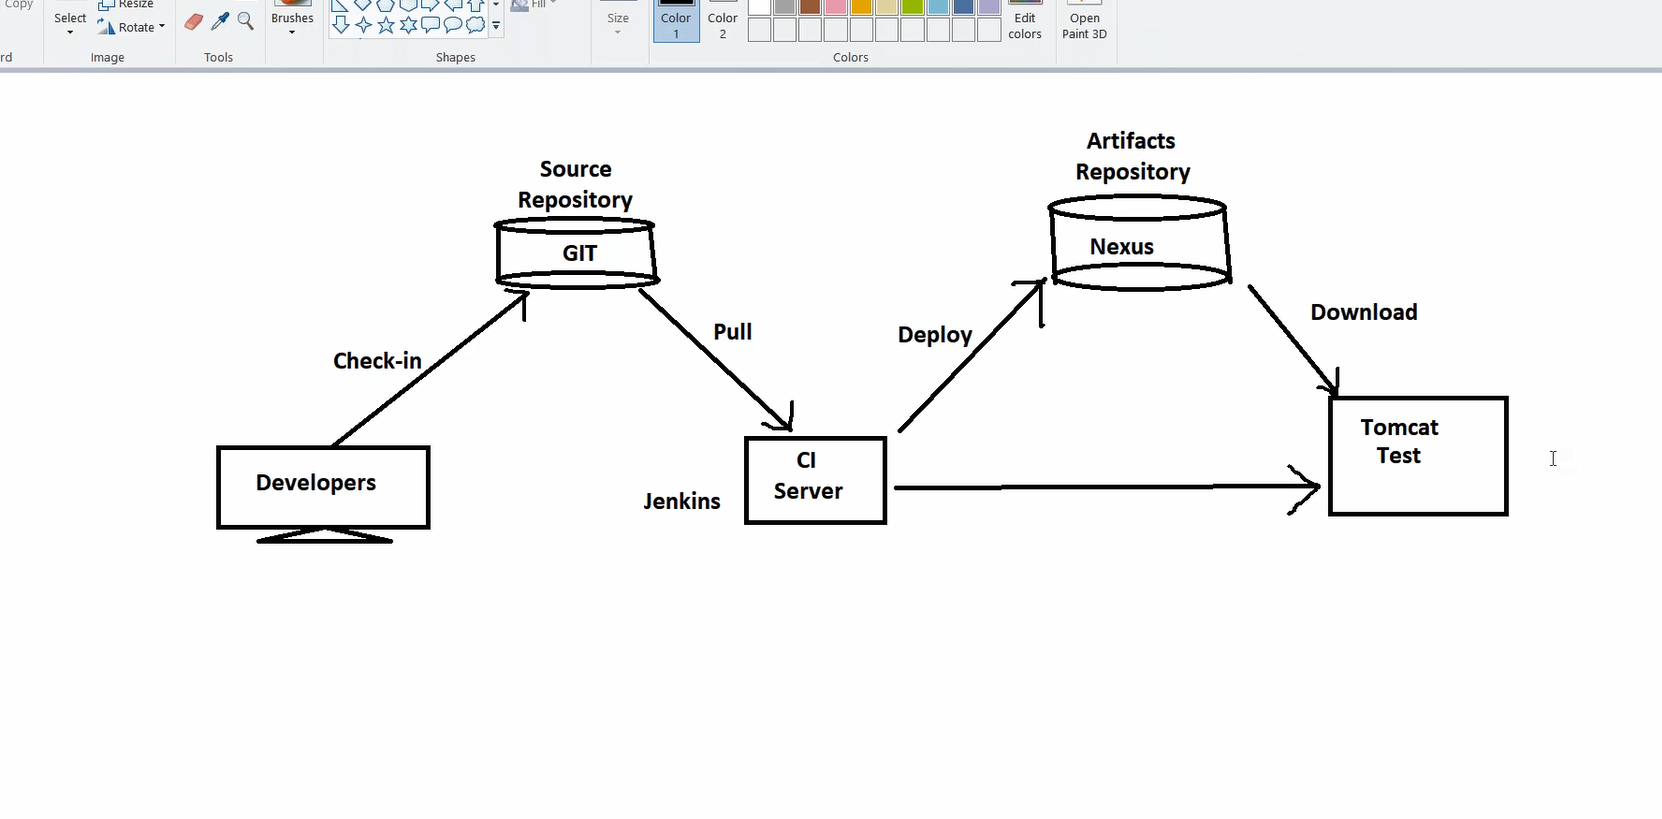 Copy
Resize
Rotate
rd
Image
Select
Tools
Brushes
Shapes
Fill
Size
Color
1
Color
2
Colors
Edit
colors
Open
Paint 3D
Source
Repository
GIT
Artifacts
Repository
Nexus
Check-in
Pull
Deploy
Download
Developers
Jenkins
CI
Server
Tomcat
Test